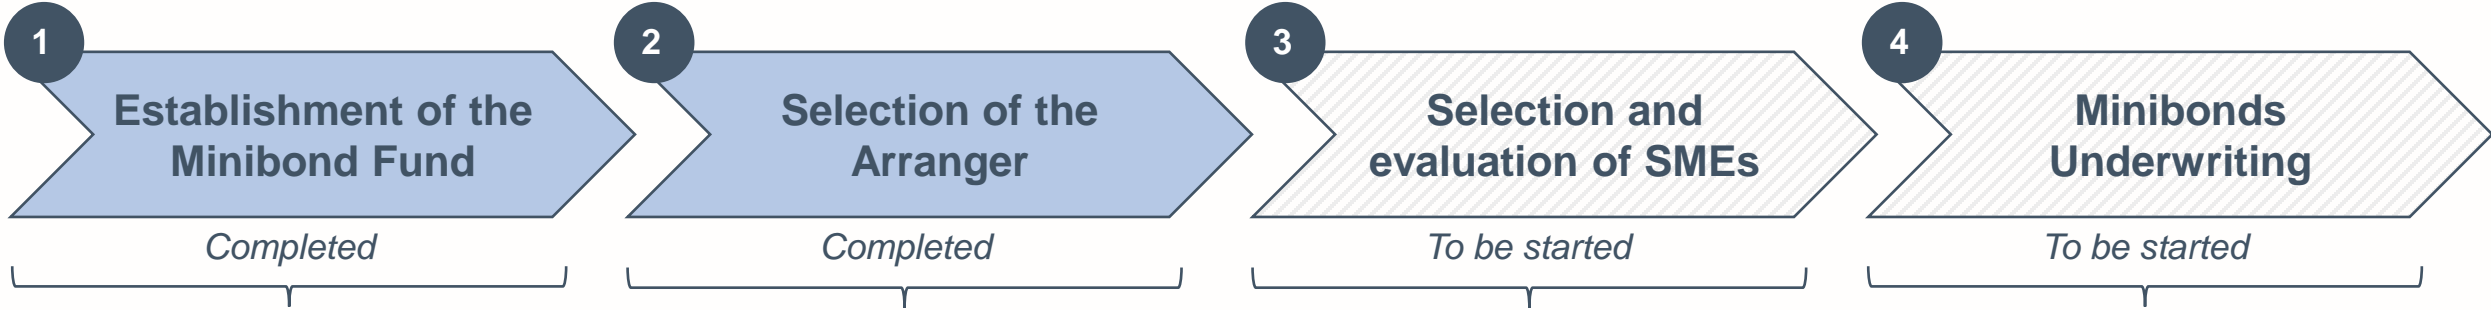 1
Establishment of the
Minibond Fund
Completed
2
Selection of the
Arranger
Completed
3
Selection and
evaluation of SMEs
To be started
4
Minibonds
Underwriting
To be started